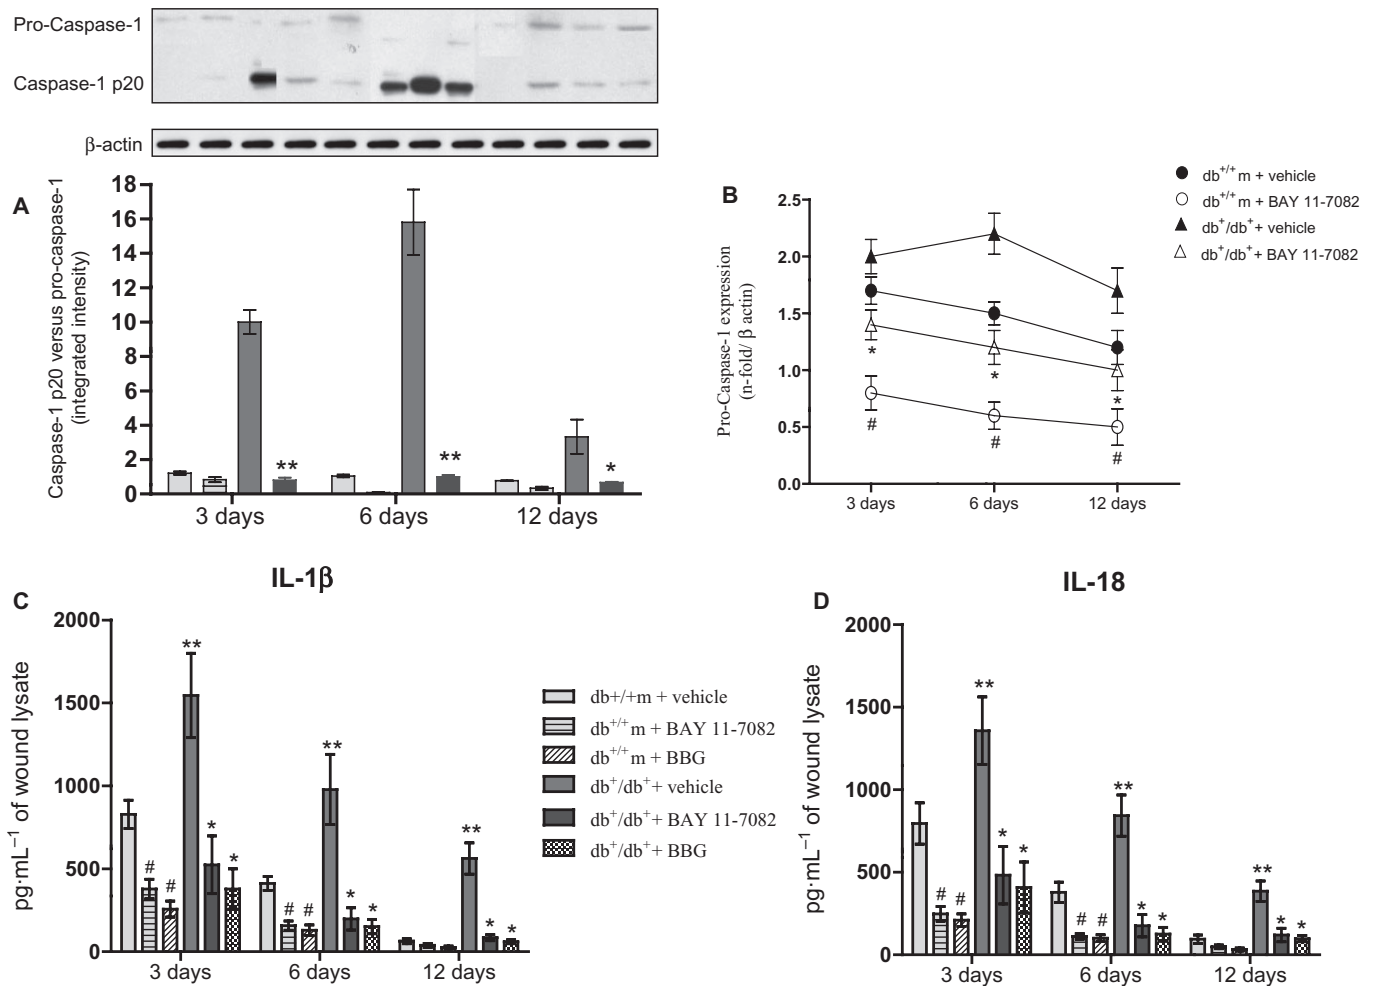 Pro-Caspase-1
Caspase-1 p20
β-actin
A
Caspase-1 p20 versus pro-caspase-1
(integrated intensity)
18
16
14
12
10
8
6
4
2
0
**
**
*
3 days
6 days
12 days
B
db+/+m + vehicle
db+/+m + BAY 11-7082
db+/db+ + vehicle
db+/db+ + BAY 11-7082
Pro-Caspase-1 expression
(n-fold/ β actin)
2.5
2.0
1.5
1.0
0.5
0.0
*
*
*
#
#
#
3 days
6 days
12 days
IL-1β
C
pg·mL−1 of wound lysate
2000
1500
1000
500
0
**
**
**
# # * *
# # * *
* *
3 days
6 days
12 days
db+/+m + vehicle
db+/+m + BAY 11-7082
db+/+m + BBG
db+/db+ + vehicle
db+/db+ + BAY 11-7082
db+/db+ + BBG
IL-18
D
pg·mL−1 of wound lysate
2000
1500
1000
500
0
**
**
**
# # * *
# # * *
* *
3 days
6 days
12 days